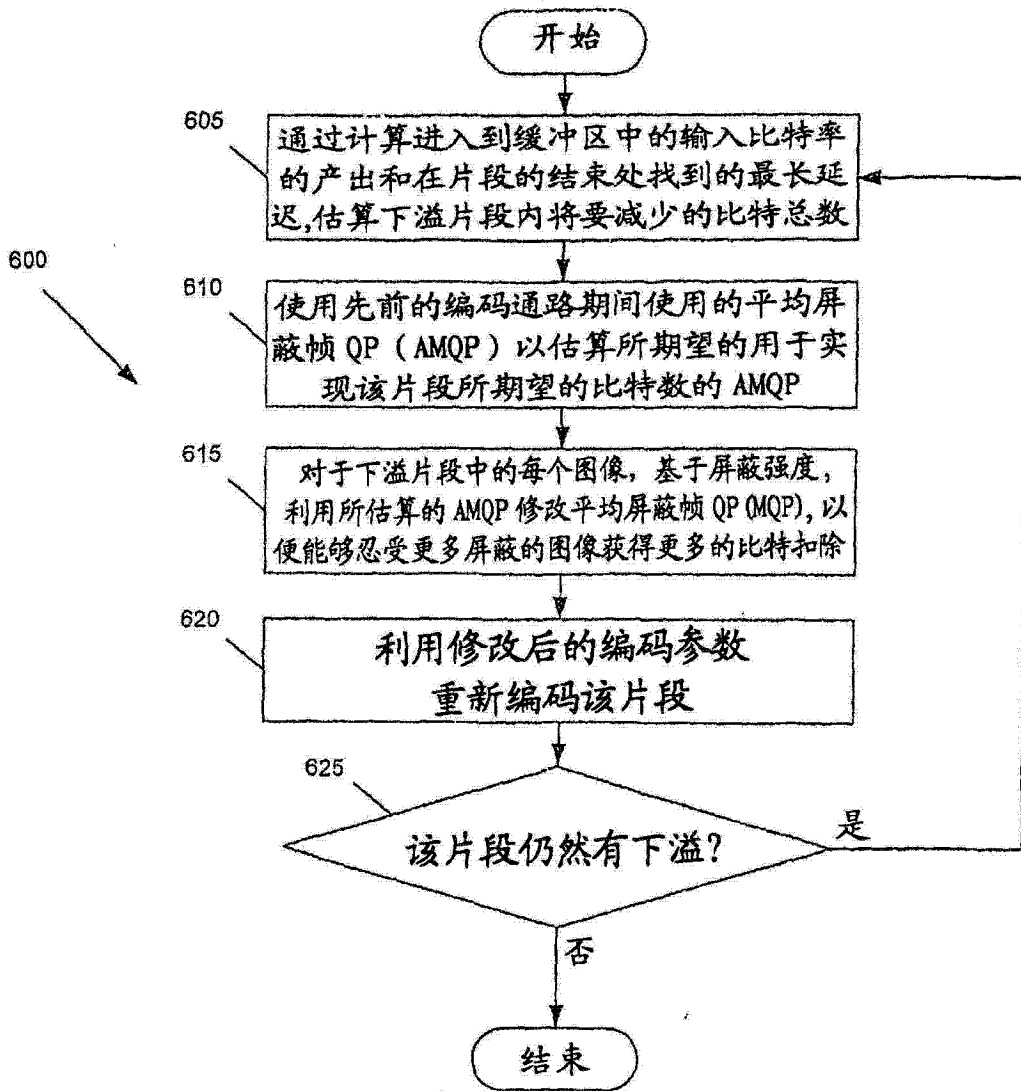 开始
605
通过计算进入到缓冲区中的输入比特率
的产出和在片段的结束处找到的最长延
迟,估算下溢片段内将要减少的比特总数
600
610
使用先前的编码通路期间使用的平均屏
蔽帧 QP（AMQP）以估算所期望的用于实
现该片段所期望的比特数的 AMQP
615
对于下溢片段中的每个图像，基于屏蔽强度，
利用所估算的 AMQP 修改平均屏蔽帧 QP(MQP), 以
便能够忍受更多屏蔽的图像获得更多的比特扣除
620
利用修改后的编码参数
重新编码该片段
625
该片段仍然有下溢?
是
否
结束